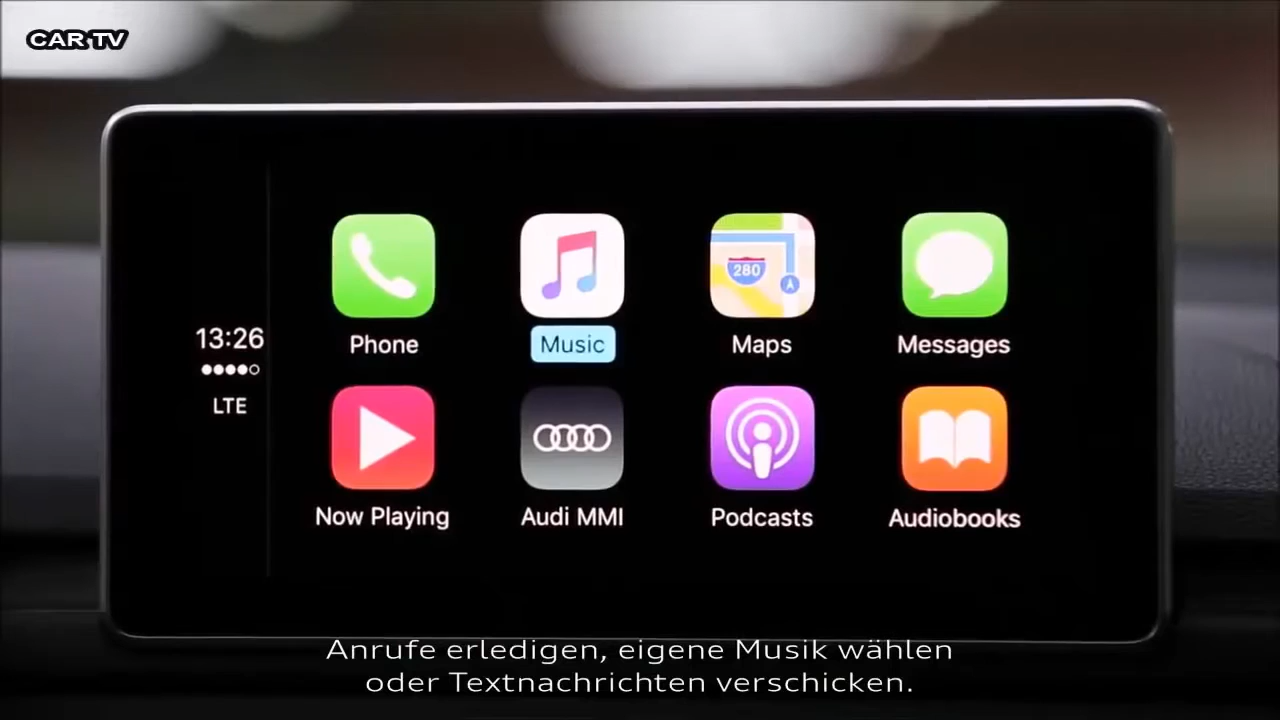 CAR TV
280
Phone
Music
Maps
Messages
13:26
LTE
Now Playing
Audi MMI
Podcasts
Audiobooks
Anrufe erledigen, eigene Musik wählen
oder Textnachrichten verschicken.